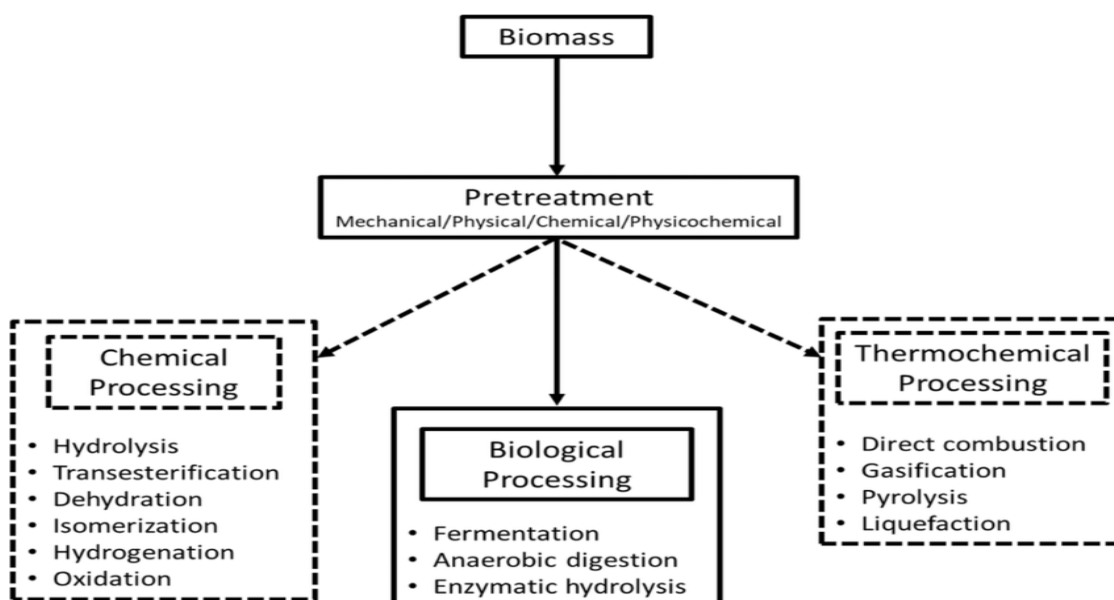 Biomass
Pretreatment
Mechanical/Physical/Chemical/Physicochemical
Chemical
Processing
• Hydrolysis
• Transesterification
• Dehydration
• Isomerization
• Hydrogenation
• Oxidation
Biological
Processing
• Fermentation
• Anaerobic digestion
• Enzymatic hydrolysis
Thermochemical
Processing
• Direct combustion
• Gasification
• Pyrolysis
• Liquefaction